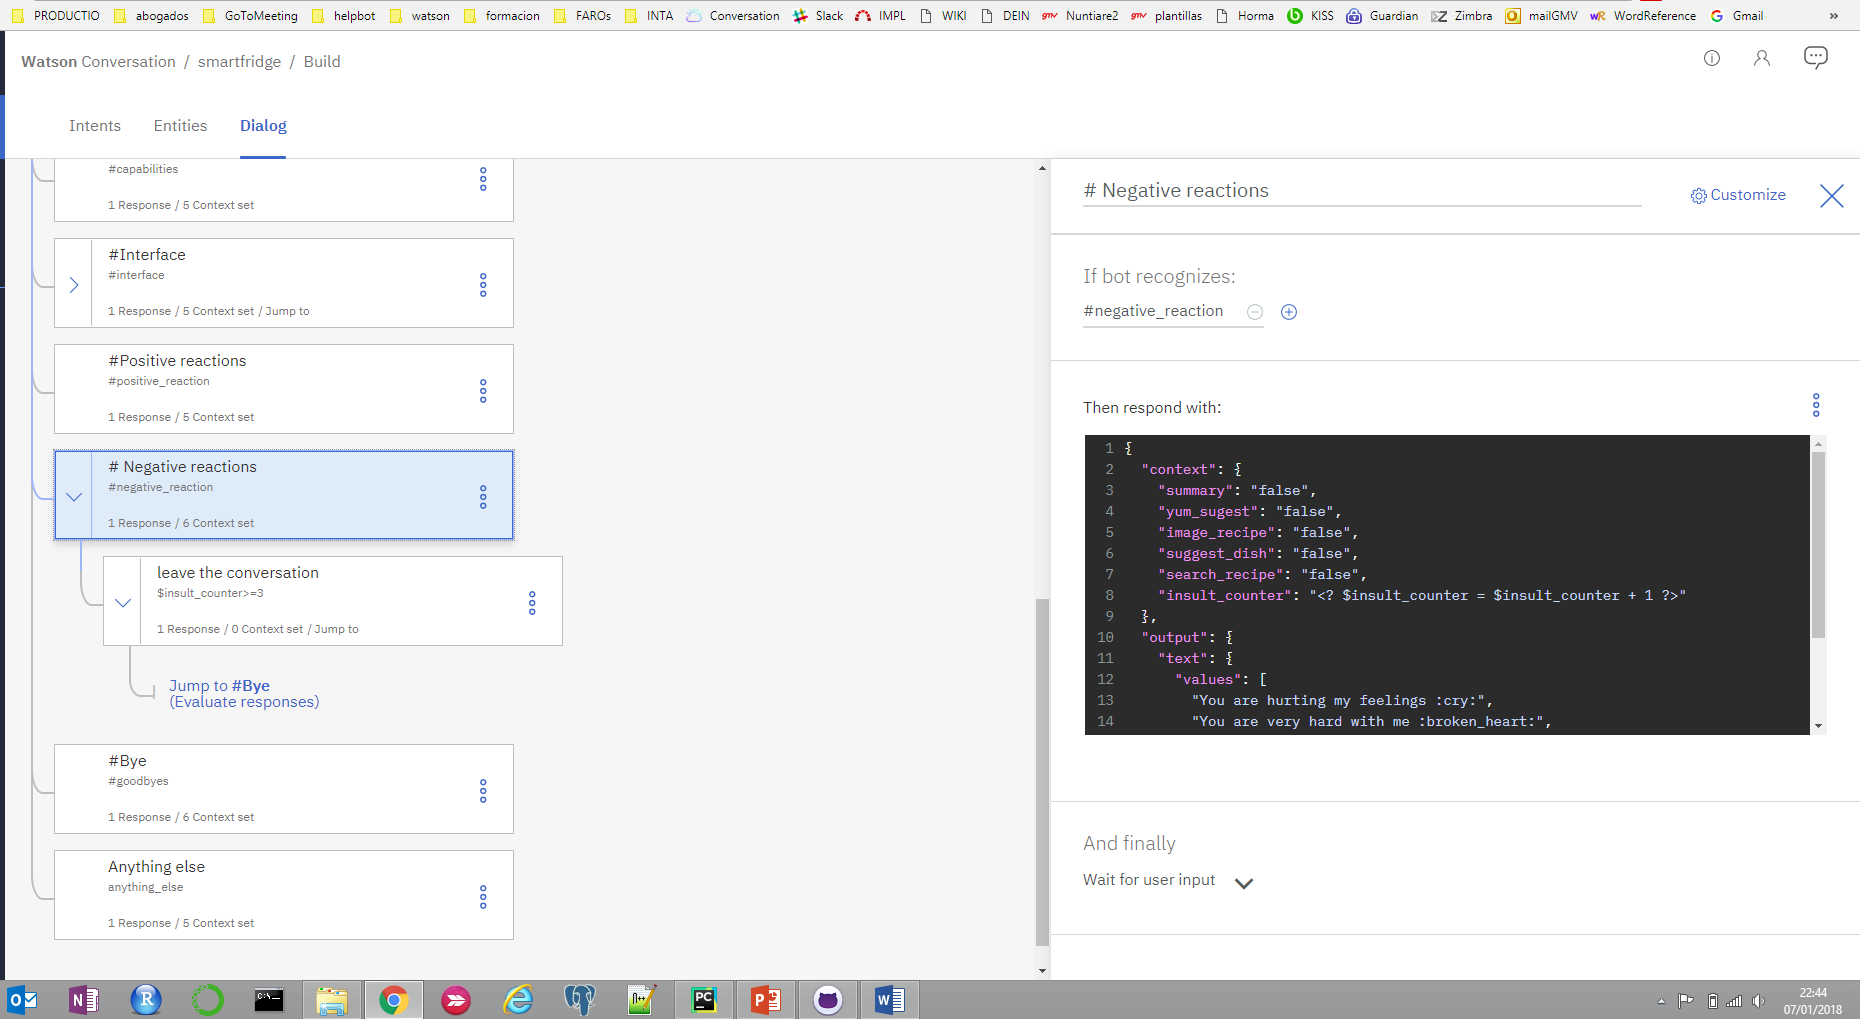 PRODUCTIO abogados GoToMeeting helpbot watson formacion FAROs INTA Conversation Slack IMPL WIKI DEIN Nuntiare2 plantillas Horma KISS Guardian Zimbra mailGMV WordReference Gmail »
Watson Conversation / smartfridge / Build
Intents Entities Dialog
#capabilities
1 Response / 5 Context set
#Interface
#interface
1 Response / 5 Context set / Jump to
#Positive reactions
#positive_reaction
1 Response / 5 Context set
# Negative reactions
#negative_reaction
1 Response / 6 Context set
leave the conversation
$insult_counter>=3
1 Response / 0 Context set / Jump to
Jump to #Bye
(Evaluate responses)
#Bye
#goodbyes
1 Response / 6 Context set
Anything else
anything_else
1 Response / 5 Context set
# Negative reactions
Customize
If bot recognizes:
#negative_reaction
Then respond with:
1 {
2 "context": {
3 "summary": "false",
4 "yum_sugest": "false",
5 "image_recipe": "false",
6 "suggest_dish": "false",
7 "search_recipe": "false",
8 "insult_counter": "<? $insult_counter = $insult_counter + 1 ?>"
9 },
10 "output": {
11 "text": {
12 "values": [
13 "You are hurting my feelings :cry:",
14 "You are very hard with me :broken_heart:",
And finally
Wait for user input
22:44
07/01/2018